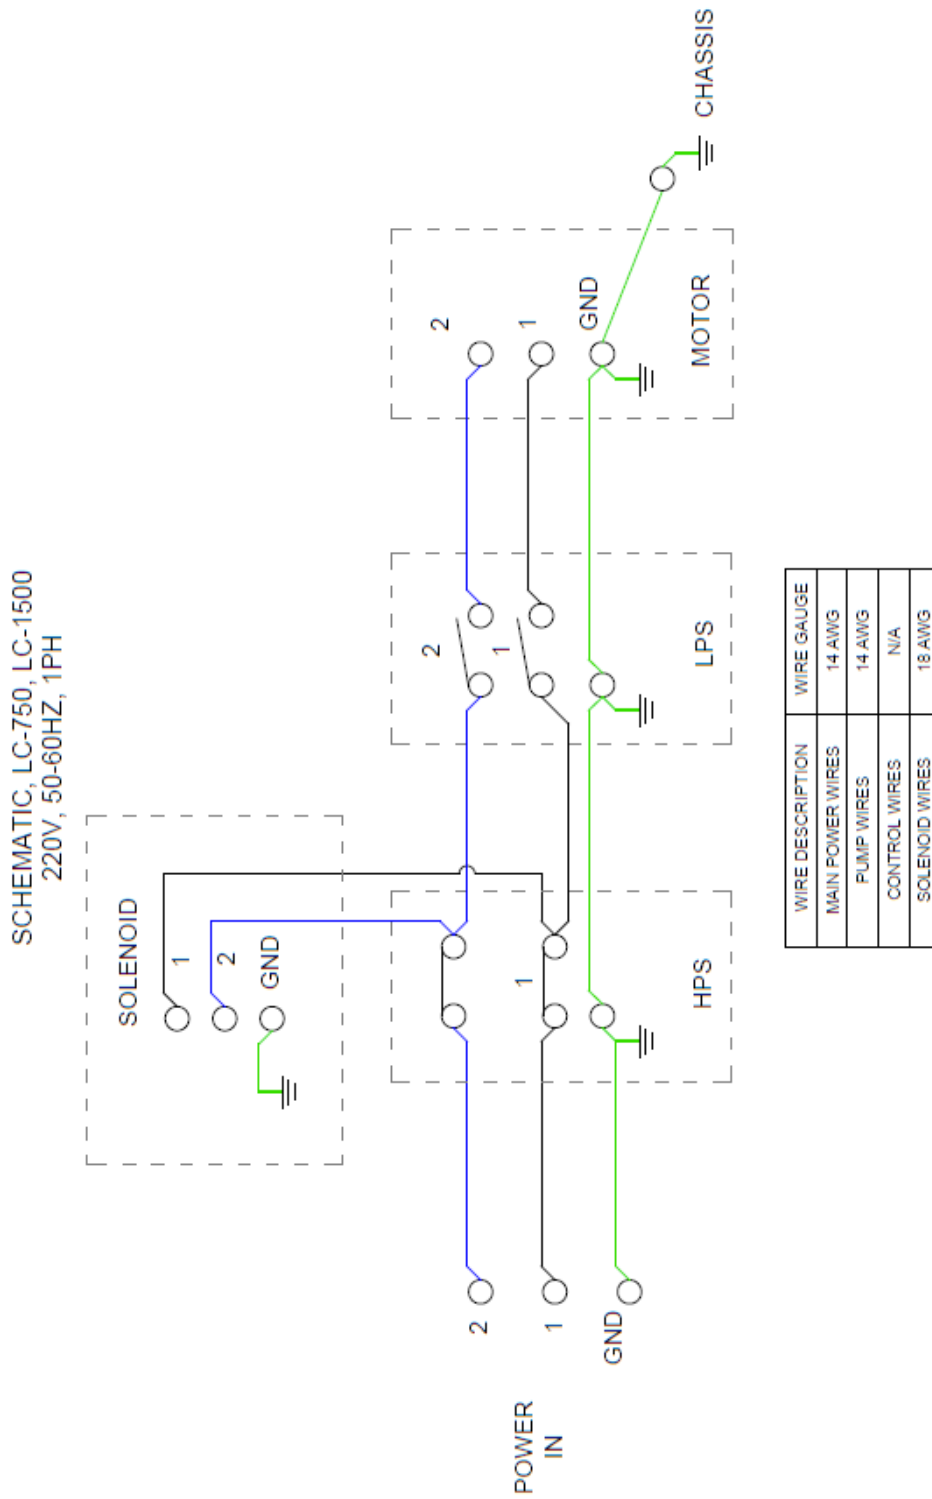 SCHEMATIC, LC-750, LC-1500
220V, 50-60HZ, 1PH
SOLENOID
1
2
GND
POWER
IN
2
1
GND
1
HPS
2
1
LPS
2
1
GND
MOTOR
CHASSIS
WIRE DESCRIPTION WIRE GAUGE
MAIN POWER WIRES 14 AWG
PUMP WIRES 14 AWG
CONTROL WIRES N/A
SOLENOID WIRES 18 AWG